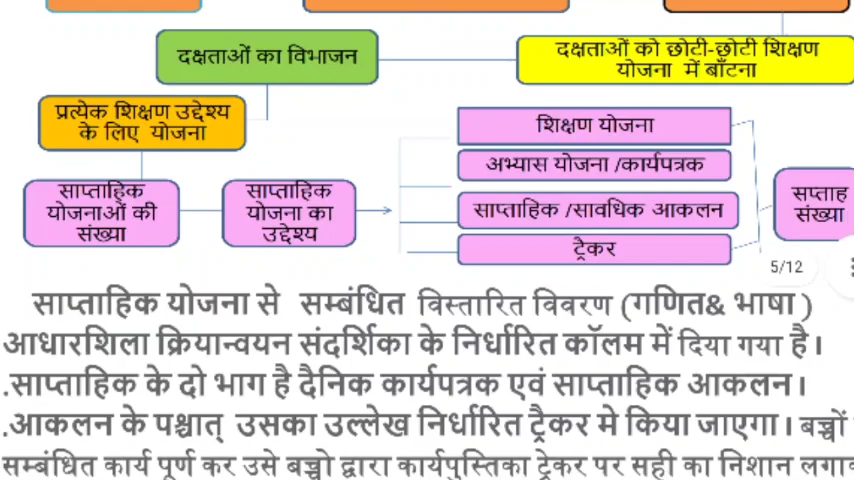 दक्षताओं का विभाजन
दक्षताओं को छोटी-छोटी शिक्षण
योजना में बाँटना
प्रत्येक शिक्षण उद्देश्य
के लिए योजना
शिक्षण योजना
अभ्यास योजना /कार्यपत्रक
साप्ताहिक
योजनाओं की
संख्या
साप्ताहिक
योजना का
उद्देश्य
साप्ताहिक /सावधिक आकलन
ट्रैकर
सप्ताह
संख्या
5/12
साप्ताहिक योजना से सम्बंधित विस्तारित विवरण (गणित& भाषा )
आधारशिला क्रियान्वयन संदर्शिका के निर्धारित कॉलम में दिया गया है।
.साप्ताहिक के दो भाग है दैनिक कार्यपत्रक एवं साप्ताहिक आकलन।
.आकलन के पश्चात् उसका उल्लेख निर्धारित ट्रैकर मे किया जाएगा। बच्चों
सम्बंधित कार्य पूर्ण कर उसे बच्चो द्वारा कार्यपुस्तिका ट्रेकर पर सही का निशान